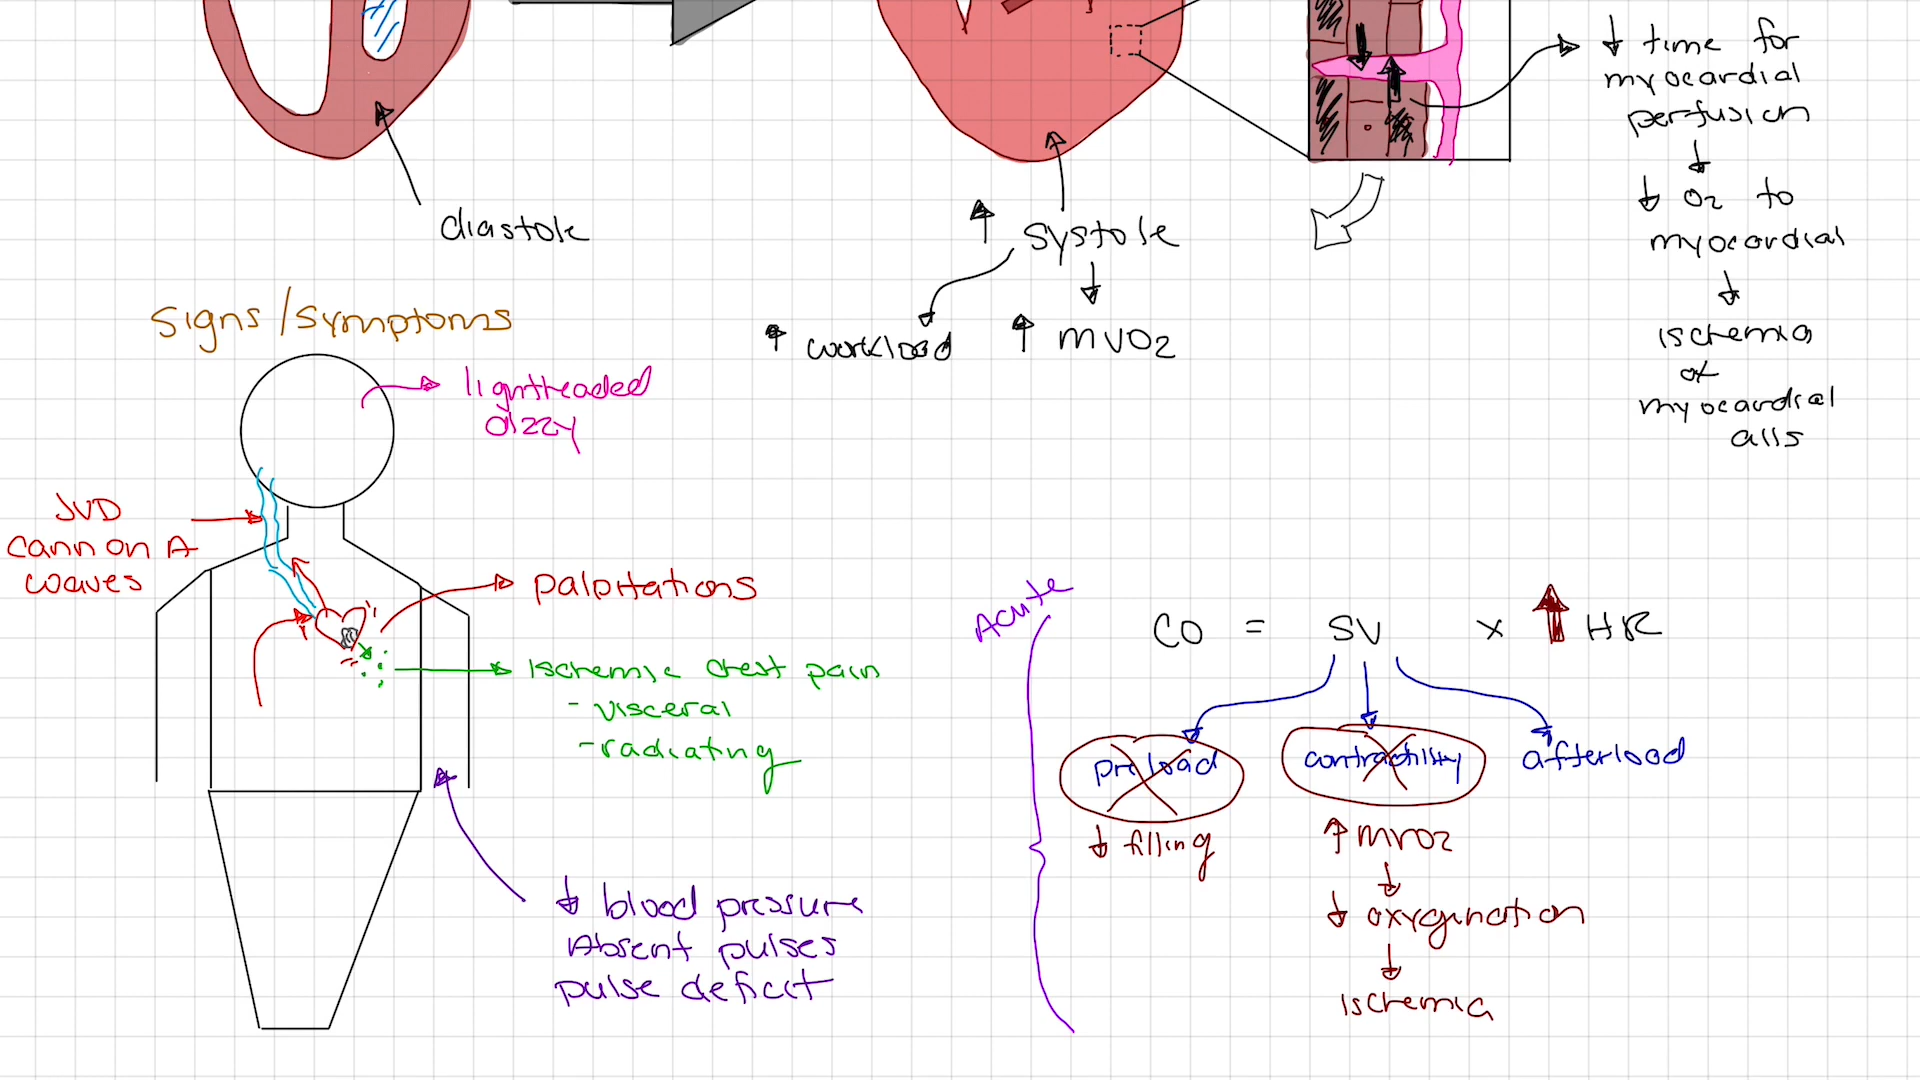 ↓ time for
myocardial
perfusion
↓
↓ O2 to
myocardial
↓
ischemia
of
myocardial
cells
diastole
↑ systole
↓
↑ workload
↑ MVO2
Signs/Symptoms
lightheaded
dizzy
JVD
cannon A
waves
palpitations
Ischemic chest pain
- visceral
- radiating
↓ blood pressure
Absent pulses
pulse deficit
Acute
CO = SV x ↑ HR
preload
contractility
afterload
↓ filling
↑ MVO2
↓
↓ oxygination
↓
Ischemia